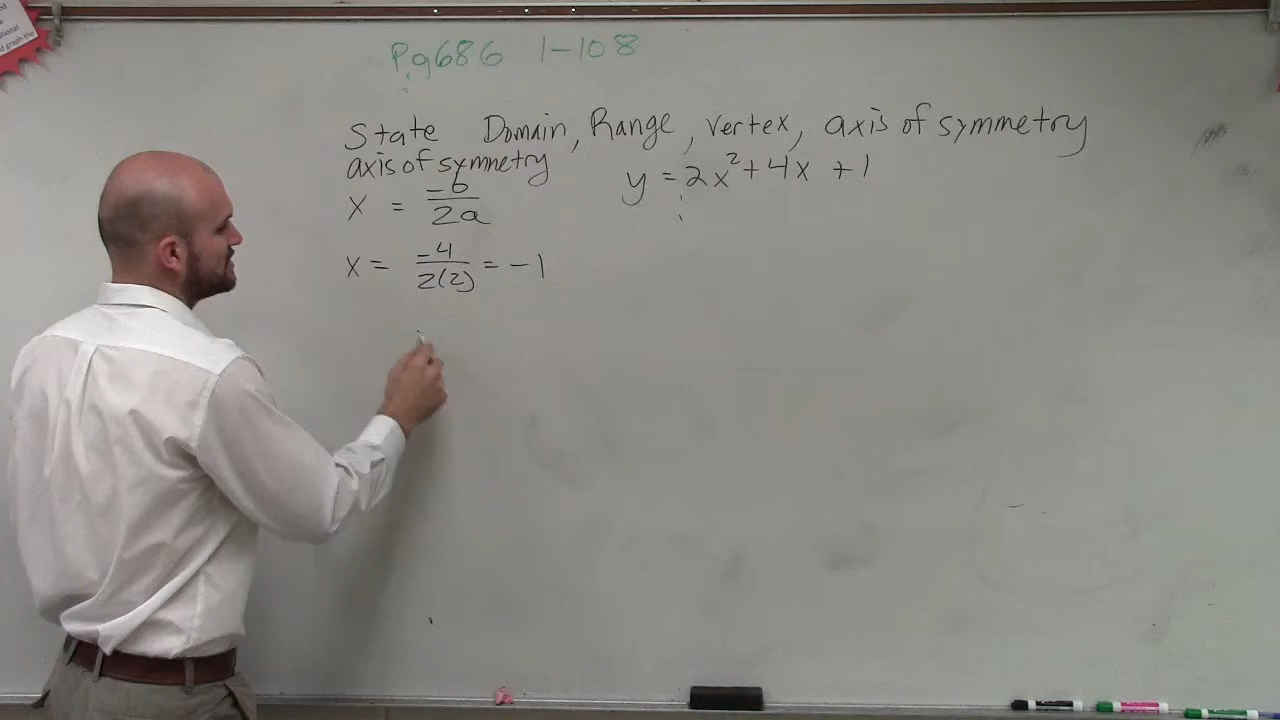 Pg686 1-108
State Domain, Range, vertex, axis of symmetry
axis of symmetry
y = 2x² + 4x + 1
x = -b/2a
x = -4/2(2) = -1